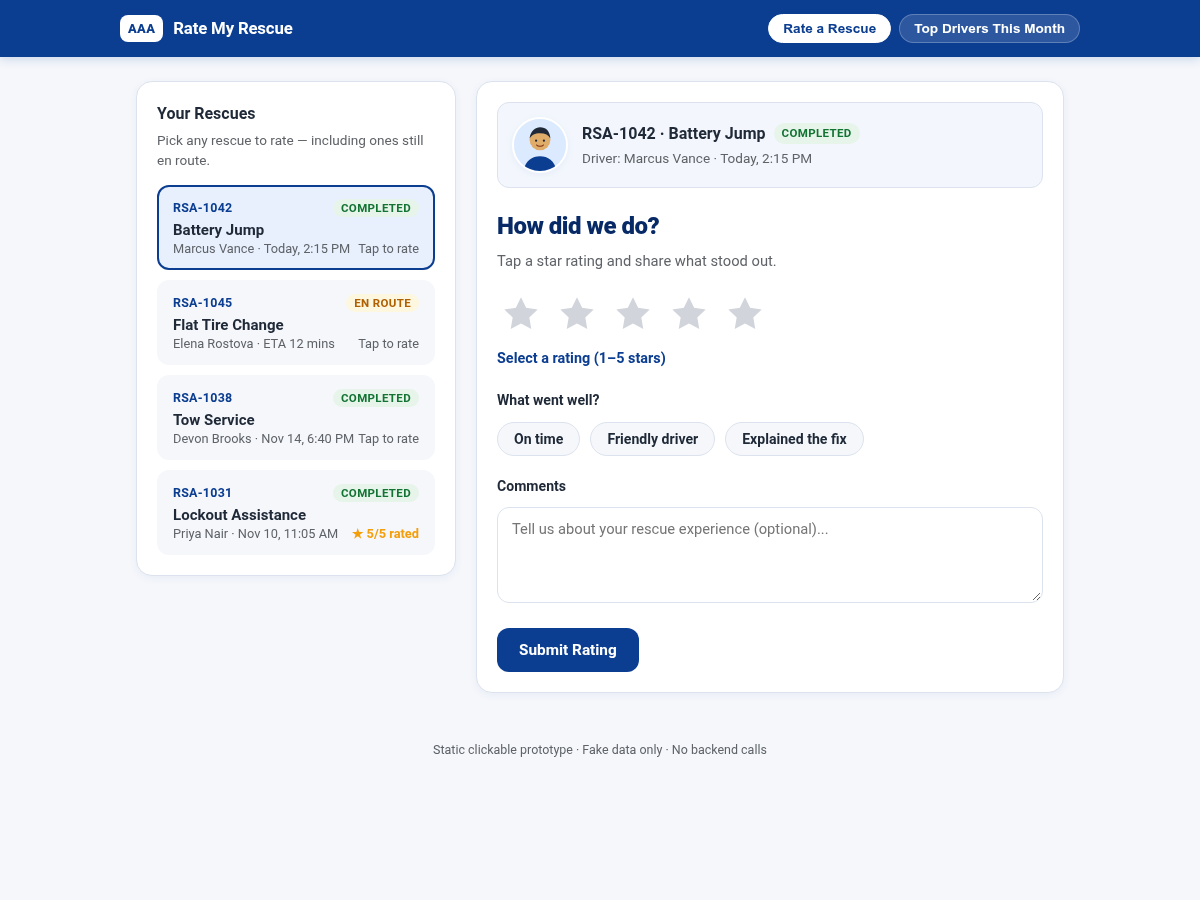 AAA Rate My Rescue
Rate a Rescue
Top Drivers This Month
Your Rescues
Pick any rescue to rate — including ones still
en route.
RSA-1042 COMPLETED
Battery Jump
Marcus Vance · Today, 2:15 PM Tap to rate
RSA-1045 EN ROUTE
Flat Tire Change
Elena Rostova · ETA 12 mins Tap to rate
RSA-1038 COMPLETED
Tow Service
Devon Brooks · Nov 14, 6:40 PM Tap to rate
RSA-1031 COMPLETED
Lockout Assistance
Priya Nair · Nov 10, 11:05 AM ★ 5/5 rated
RSA-1042 · Battery Jump COMPLETED
Driver: Marcus Vance · Today, 2:15 PM
How did we do?
Tap a star rating and share what stood out.
Select a rating (1–5 stars)
What went well?
On time
Friendly driver
Explained the fix
Comments
Tell us about your rescue experience (optional)...
Submit Rating
Static clickable prototype · Fake data only · No backend calls